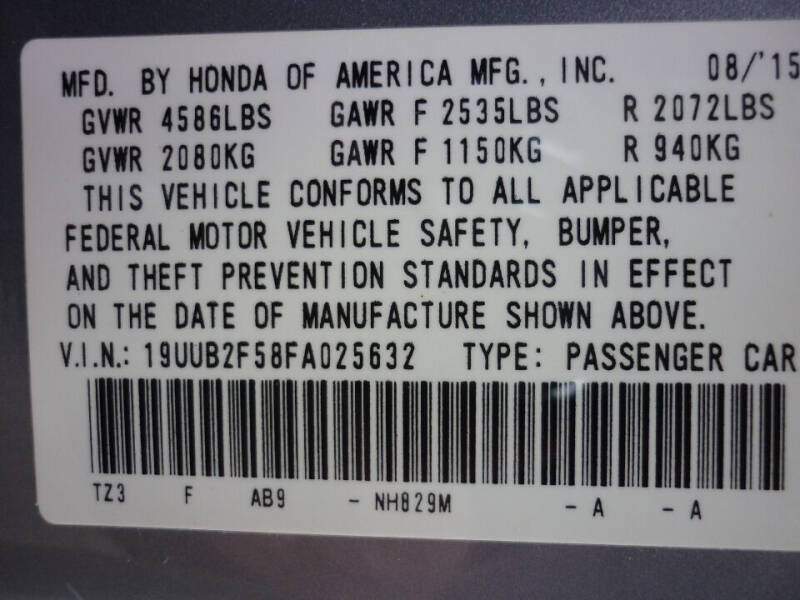 MFD. BY HONDA OF AMERICA MFG., INC. 08/'15
GVWR 4586LBS GAWR F 2535LBS R 2072LBS
GVWR 2080KG GAWR F 1150KG R 940KG
THIS VEHICLE CONFORMS TO ALL APPLICABLE
FEDERAL MOTOR VEHICLE SAFETY, BUMPER,
AND THEFT PREVENTION STANDARDS IN EFFECT
ON THE DATE OF MANUFACTURE SHOWN ABOVE.
V.I.N.: 19UUB2F58FA025632 TYPE: PASSENGER CAR
TZ3 F AB9 - NH829M - A - A